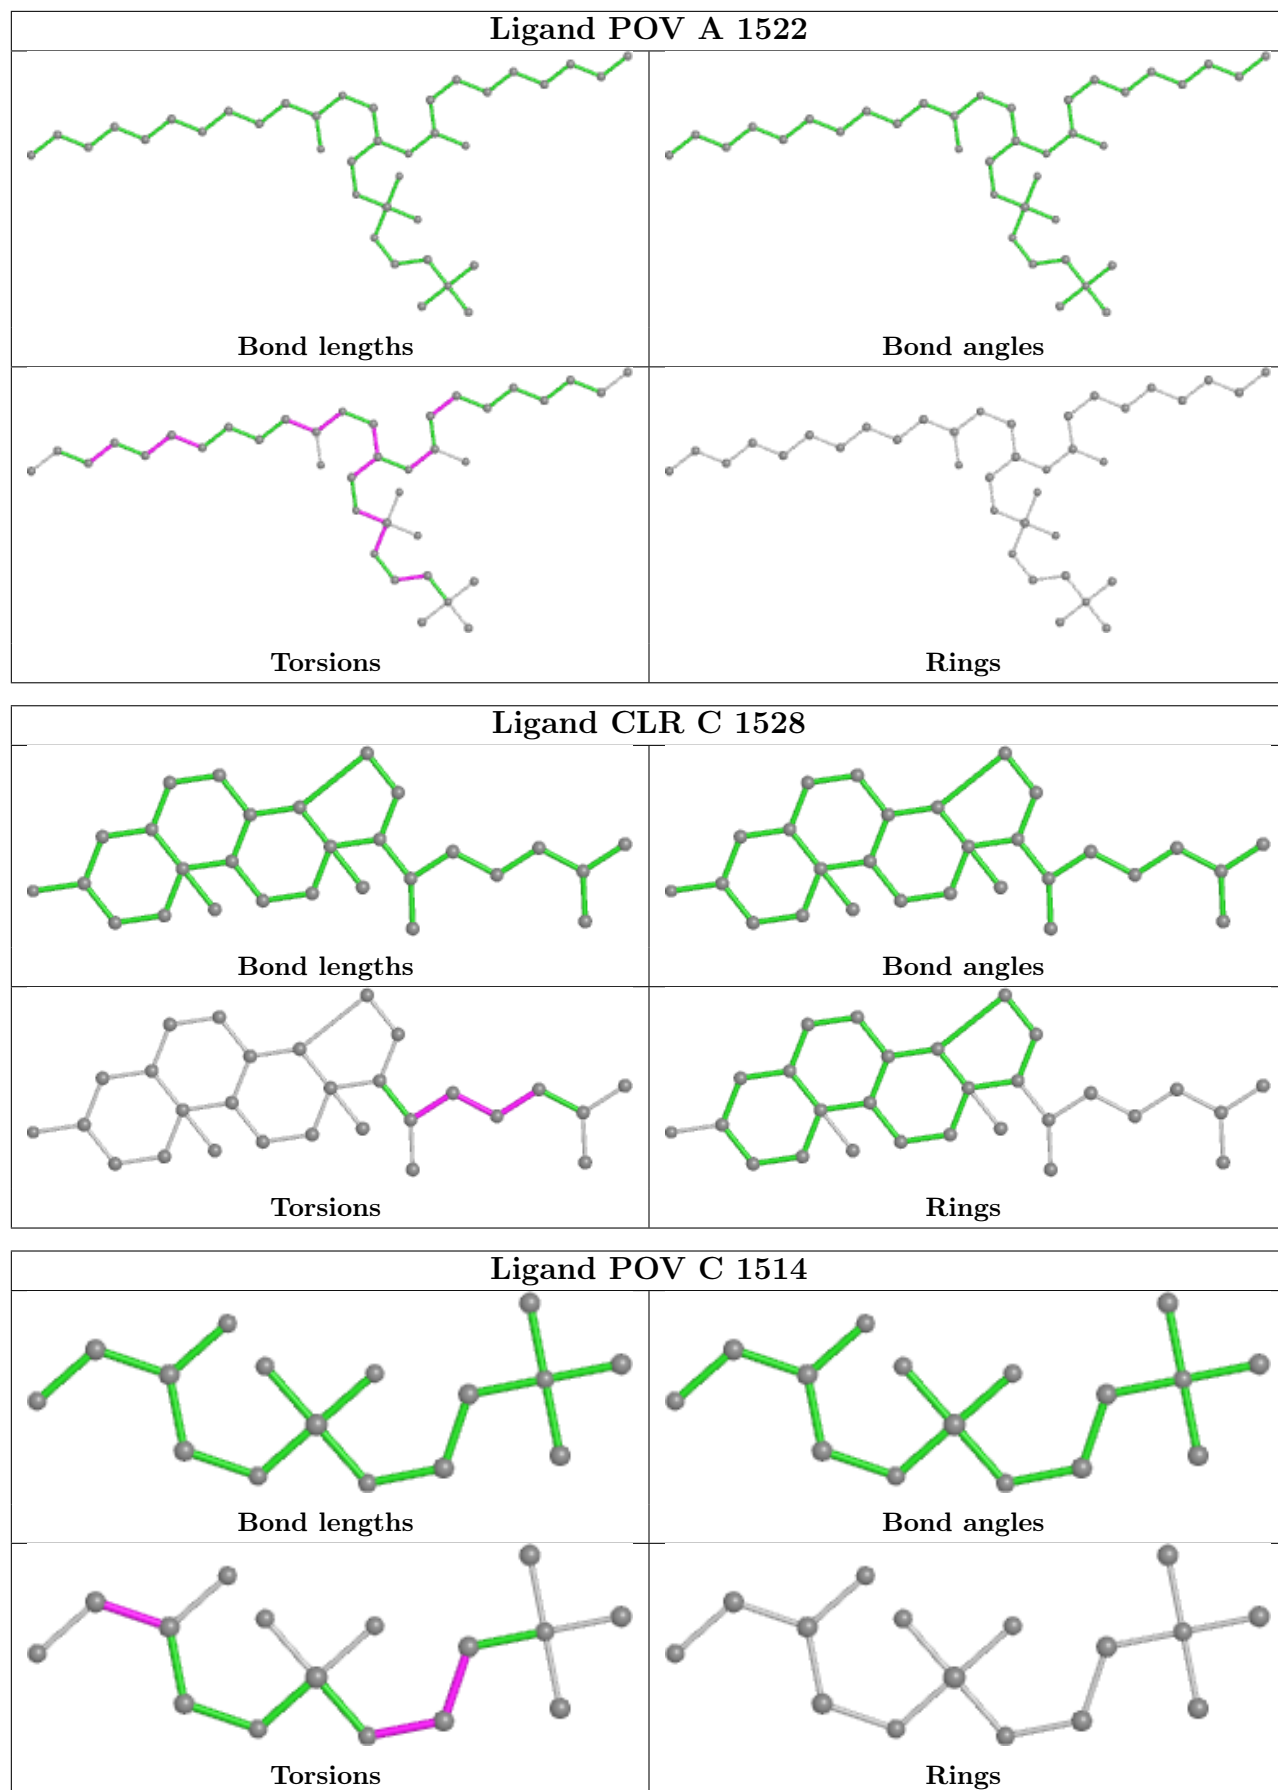 Ligand POV A 1522
Bond lengths
Bond angles
Torsions
Rings
Ligand CLR C 1528
Bond lengths
Bond angles
Torsions
Rings
Ligand POV C 1514
Bond lengths
Bond angles
Torsions
Rings